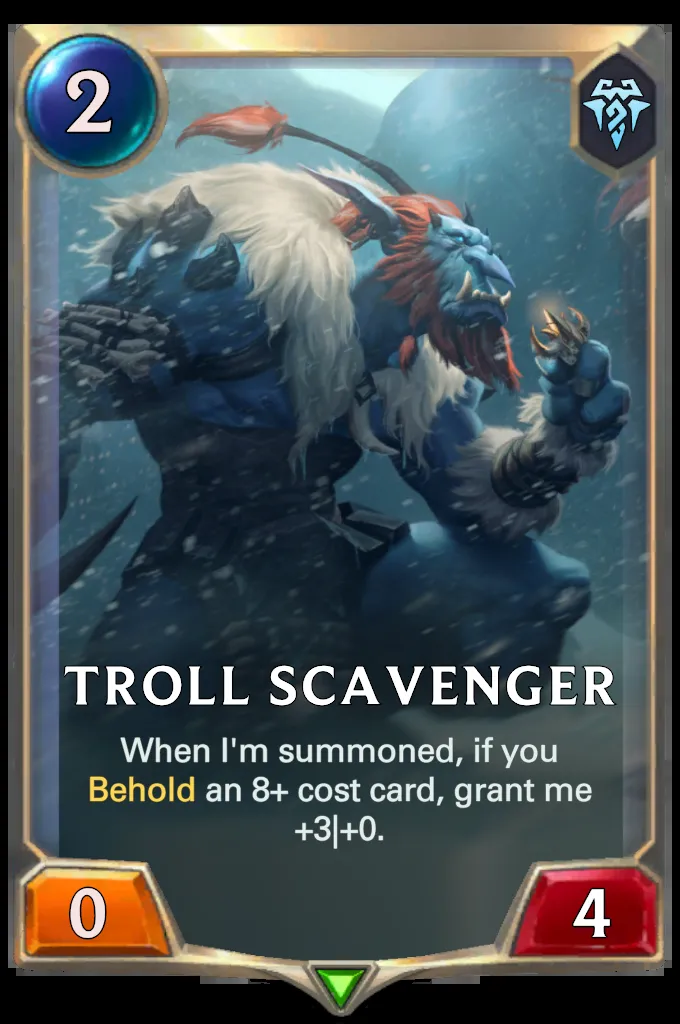 2
TROLL SCAVENGER
When I'm summoned, if you
Behold an 8+ cost card, grant me
+3|+0.
0
4